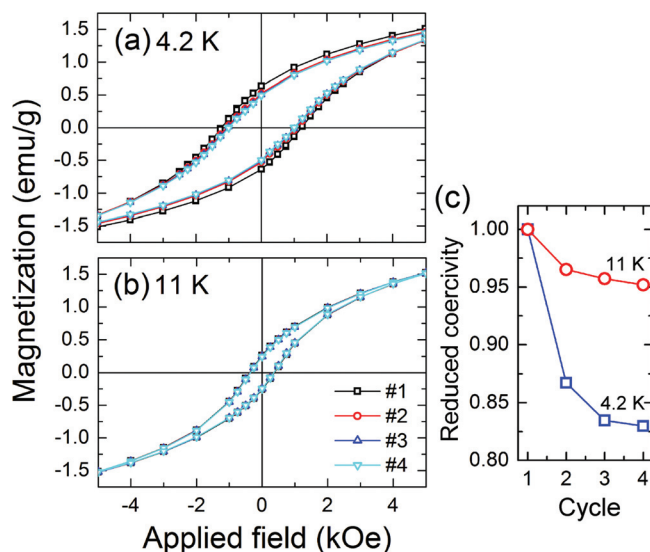 (a) 4.2 K
1.5
1.0
0.5
0.0
-0.5
-1.0
-1.5
(b) 11 K
1.5
1.0
0.5
0.0
-0.5
-1.0
-1.5
Magnetization (emu/g)
#1
#2
#3
#4
-4 -2 0 2 4
Applied field (kOe)
(c)
1.00
0.95
0.90
0.85
0.80
Reduced coercivity
11 K
4.2 K
1 2 3 4
Cycle